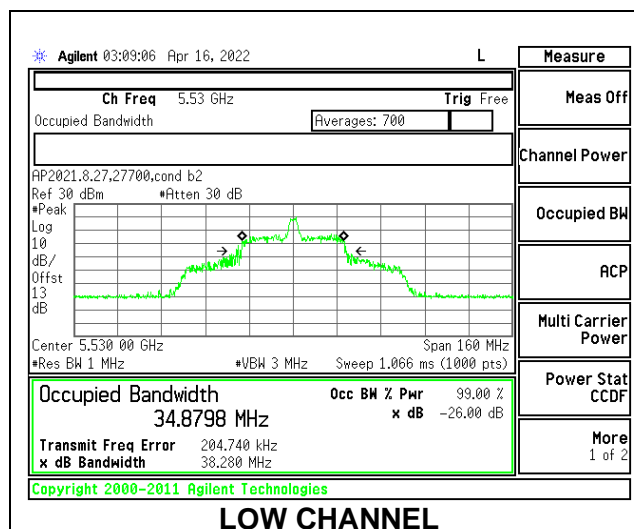 Agilent 03:09:06 Apr 16, 2022 L
Measure
Ch Freq 5.53 GHz Trig Free
Occupied Bandwidth Averages: 700
AP2021.8.27,27700,cond b2
Ref 30 dBm #Atten 30 dB
#Peak
Log
10
dB/
Offst
13
dB
Center 5.530 00 GHz Span 160 MHz
#Res BW 1 MHz #VBW 3 MHz Sweep 1.066 ms (1000 pts)
Occupied Bandwidth Occ BW % Pwr 99.00 %
34.8798 MHz x dB -26.00 dB
Transmit Freq Error 204.740 kHz
x dB Bandwidth 38.280 MHz
Copyright 2000-2011 Agilent Technologies
Meas Off
Channel Power
Occupied BW
ACP
Multi Carrier
Power
Power Stat
CCDF
More
1 of 2
LOW CHANNEL